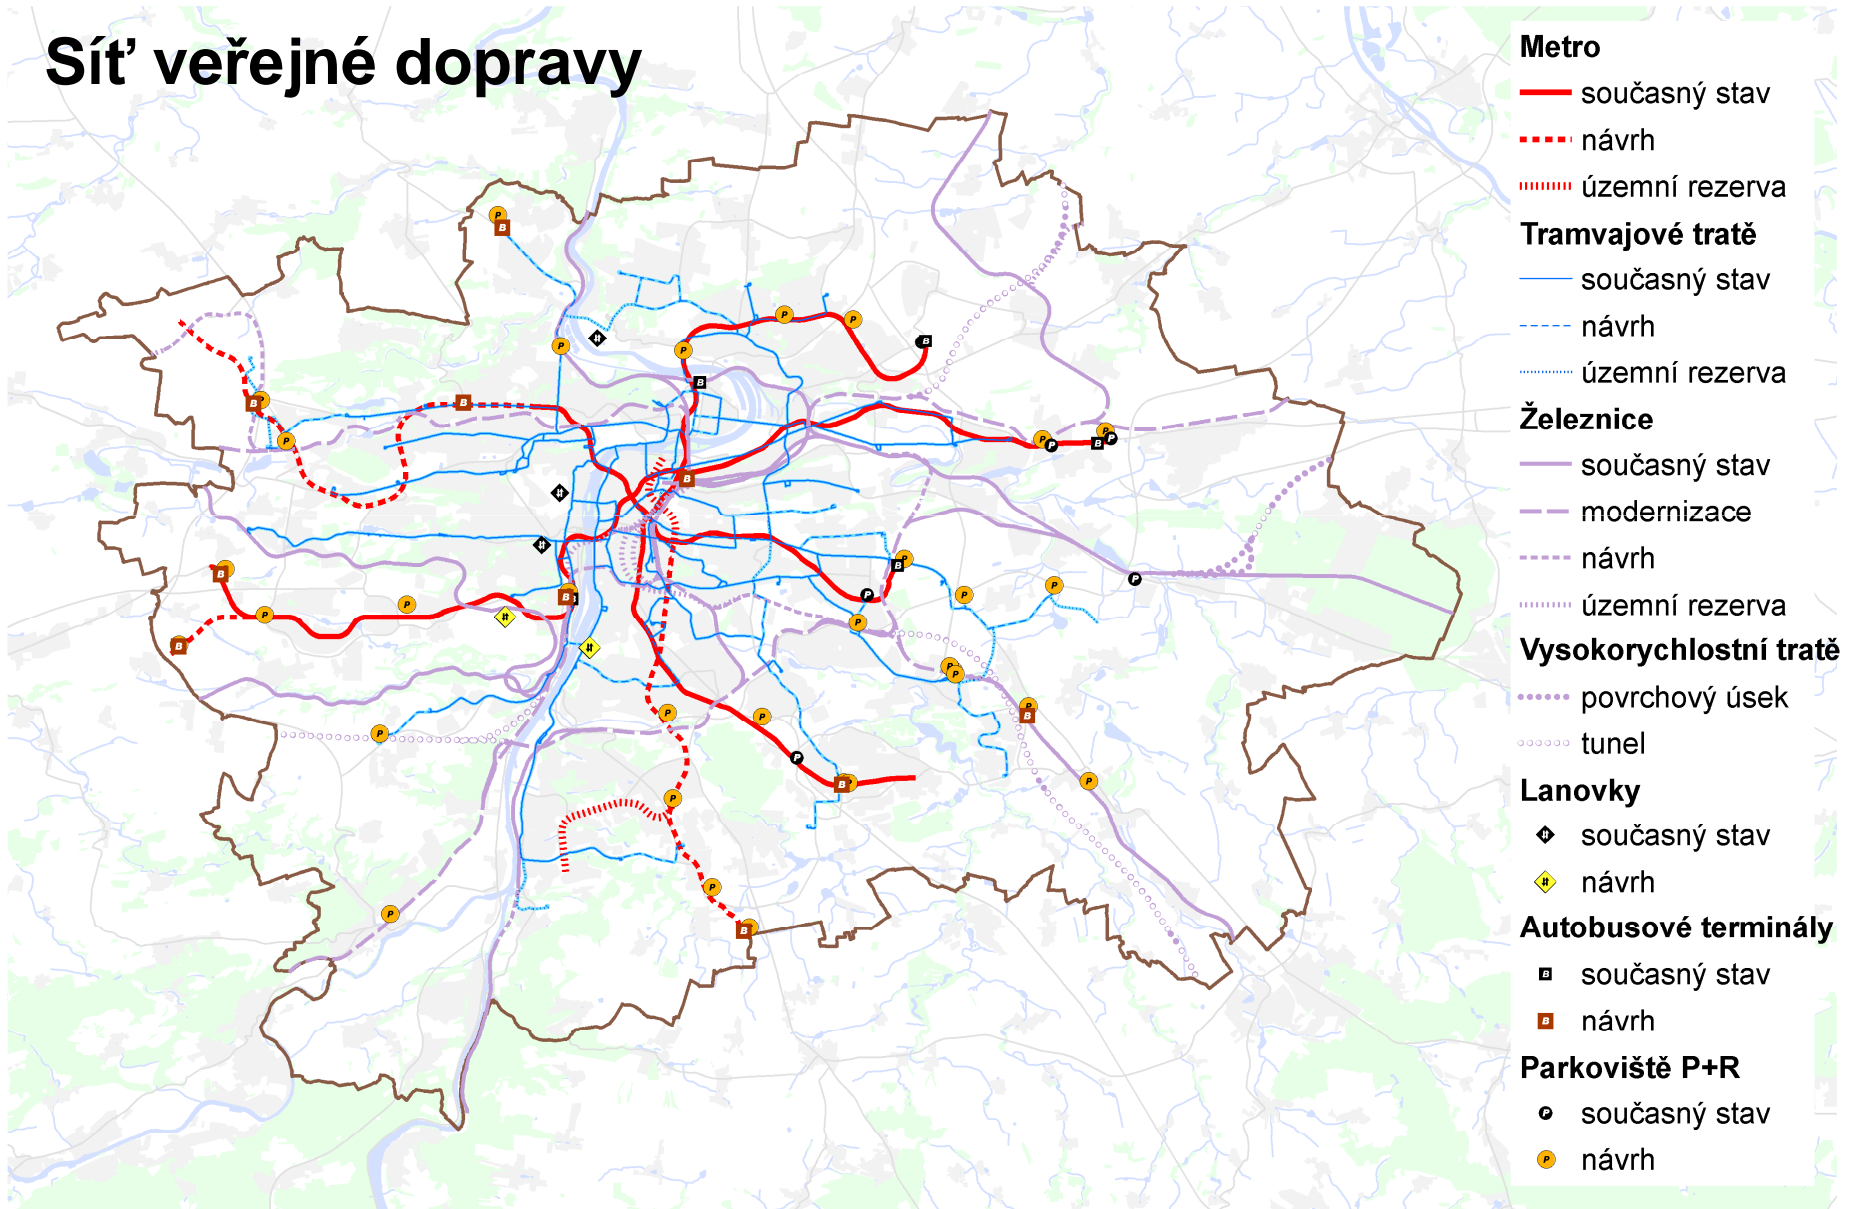 Síť veřejné dopravy
Metro
současný stav
návrh
územní rezerva
Tramvajové tratě
současný stav
návrh
územní rezerva
Železnice
současný stav
modernizace
návrh
územní rezerva
Vysokorychlostní tratě
povrchový úsek
tunel
Lanovky
současný stav
návrh
Autobusové terminály
B současný stav
B návrh
Parkoviště P+R
P současný stav
P návrh